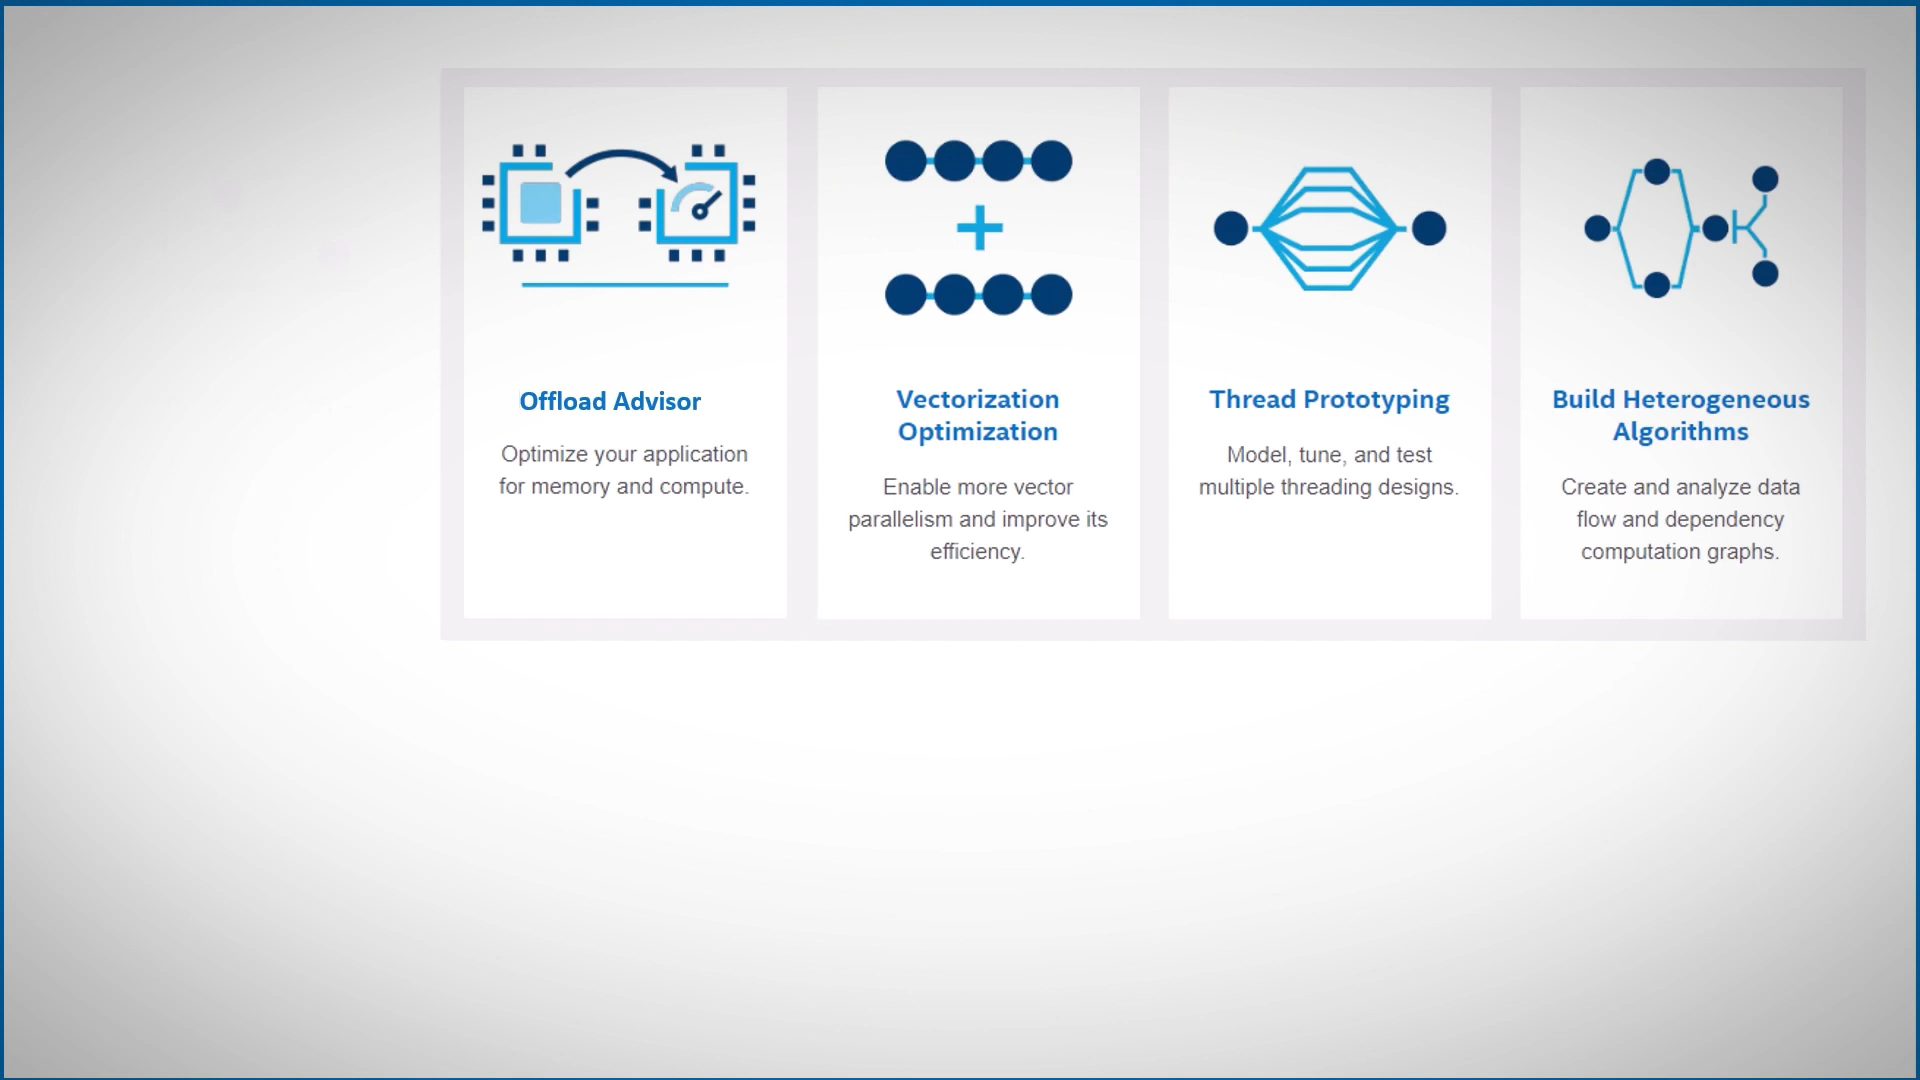 Offload Advisor
Optimize your application
for memory and compute.
Vectorization
Optimization
Enable more vector
parallelism and improve its
efficiency.
Thread Prototyping
Model, tune, and test
multiple threading designs.
Build Heterogeneous
Algorithms
Create and analyze data
flow and dependency
computation graphs.